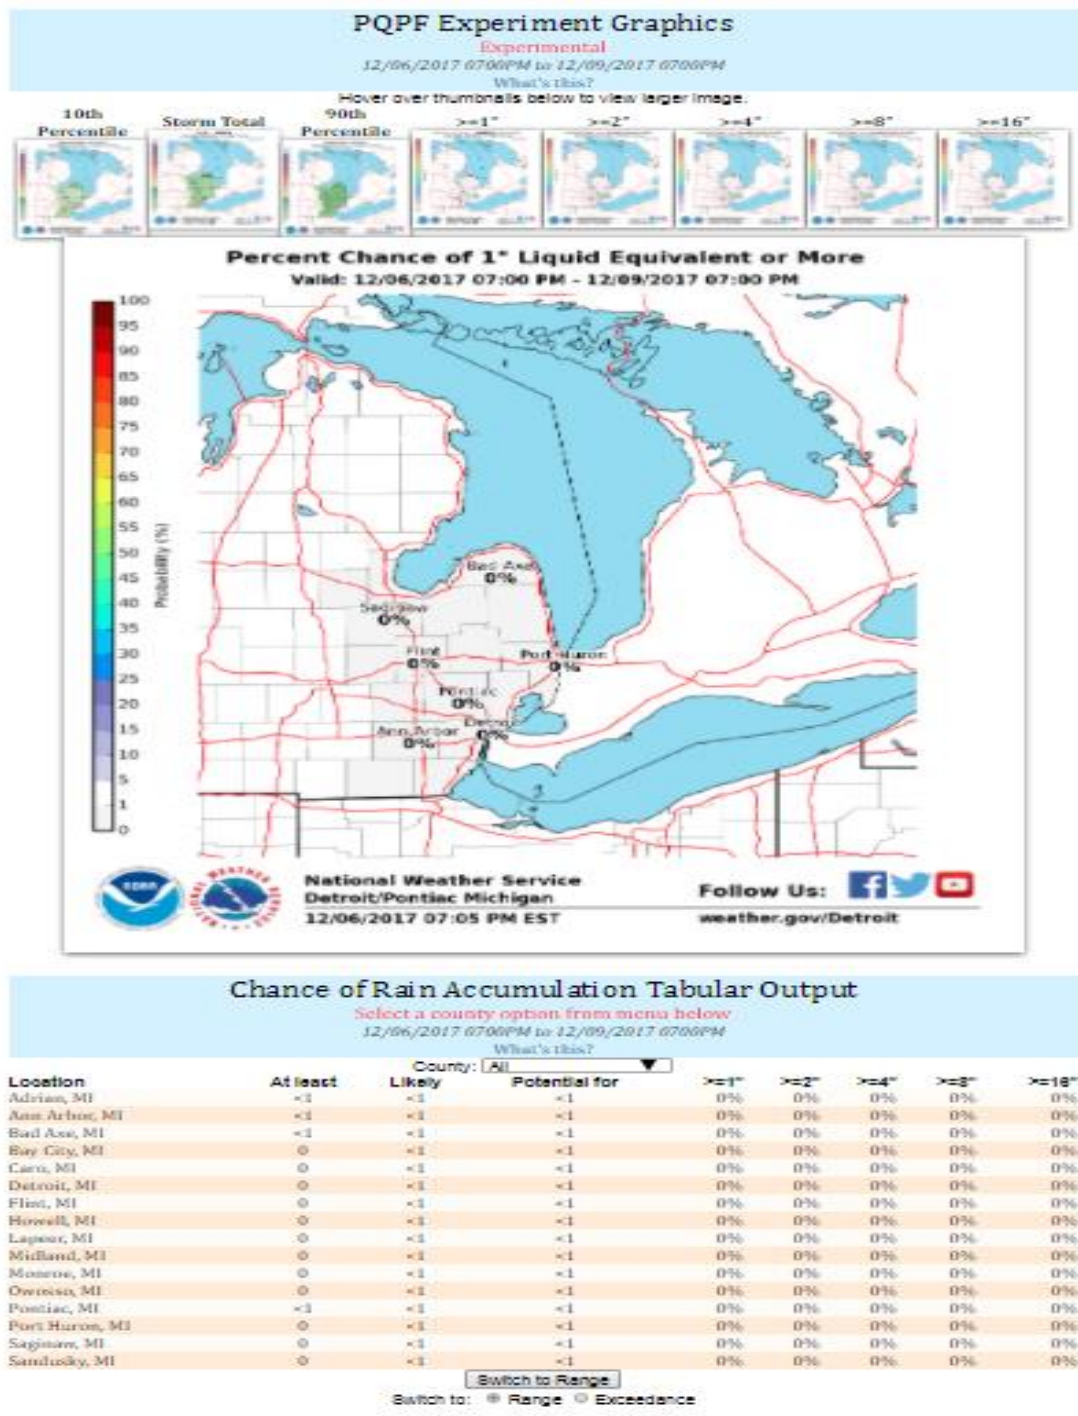 PQPF Experiment Graphics
Experimental
12/06/2017 0700PM to 12/09/2017 0700PM
What's this?
Hover over thumbnails below to view larger image.
10th Percentile Storm Total 90th Percentile >=1" >=2" >=4" >=8" >=16"
Percent Chance of 1" Liquid Equivalent or More
Valid: 12/06/2017 07:00 PM - 12/09/2017 07:00 PM
100
95
90
85
80
75
70
65
60
55
50
45
40
35
30
25
20
15
10
5
1
0
Probability (%)
Bad Axe
0%
Saginaw
0%
Flint
0%
Port Huron
0%
Pontiac
0%
Detroit
0%
Ann Arbor
0%
NOAA
NATIONAL WEATHER SERVICE
National Weather Service
Detroit/Pontiac Michigan
12/06/2017 07:05 PM EST
Follow Us:
weather.gov/Detroit
Chance of Rain Accumulation Tabular Output
Select a county option from menu below
12/06/2017 0700PM to 12/09/2017 0700PM
What's this?
County: All
Location At least Likely Potential for >=1" >=2" >=4" >=8" >=16"
Adrian, MI <1 <1 <1 0% 0% 0% 0% 0%
Ann Arbor, MI <1 <1 <1 0% 0% 0% 0% 0%
Bad Axe, MI <1 <1 <1 0% 0% 0% 0% 0%
Bay City, MI 0 <1 <1 0% 0% 0% 0% 0%
Caro, MI 0 <1 <1 0% 0% 0% 0% 0%
Detroit, MI 0 <1 <1 0% 0% 0% 0% 0%
Flint, MI 0 <1 <1 0% 0% 0% 0% 0%
Howell, MI 0 <1 <1 0% 0% 0% 0% 0%
Lapeer, MI 0 <1 <1 0% 0% 0% 0% 0%
Midland, MI 0 <1 <1 0% 0% 0% 0% 0%
Monroe, MI 0 <1 <1 0% 0% 0% 0% 0%
Owosso, MI 0 <1 <1 0% 0% 0% 0% 0%
Pontiac, MI <1 <1 <1 0% 0% 0% 0% 0%
Port Huron, MI 0 <1 <1 0% 0% 0% 0% 0%
Saginaw, MI 0 <1 <1 0% 0% 0% 0% 0%
Sandusky, MI 0 <1 <1 0% 0% 0% 0% 0%
Switch to Range
Switch to: Range Exceedance